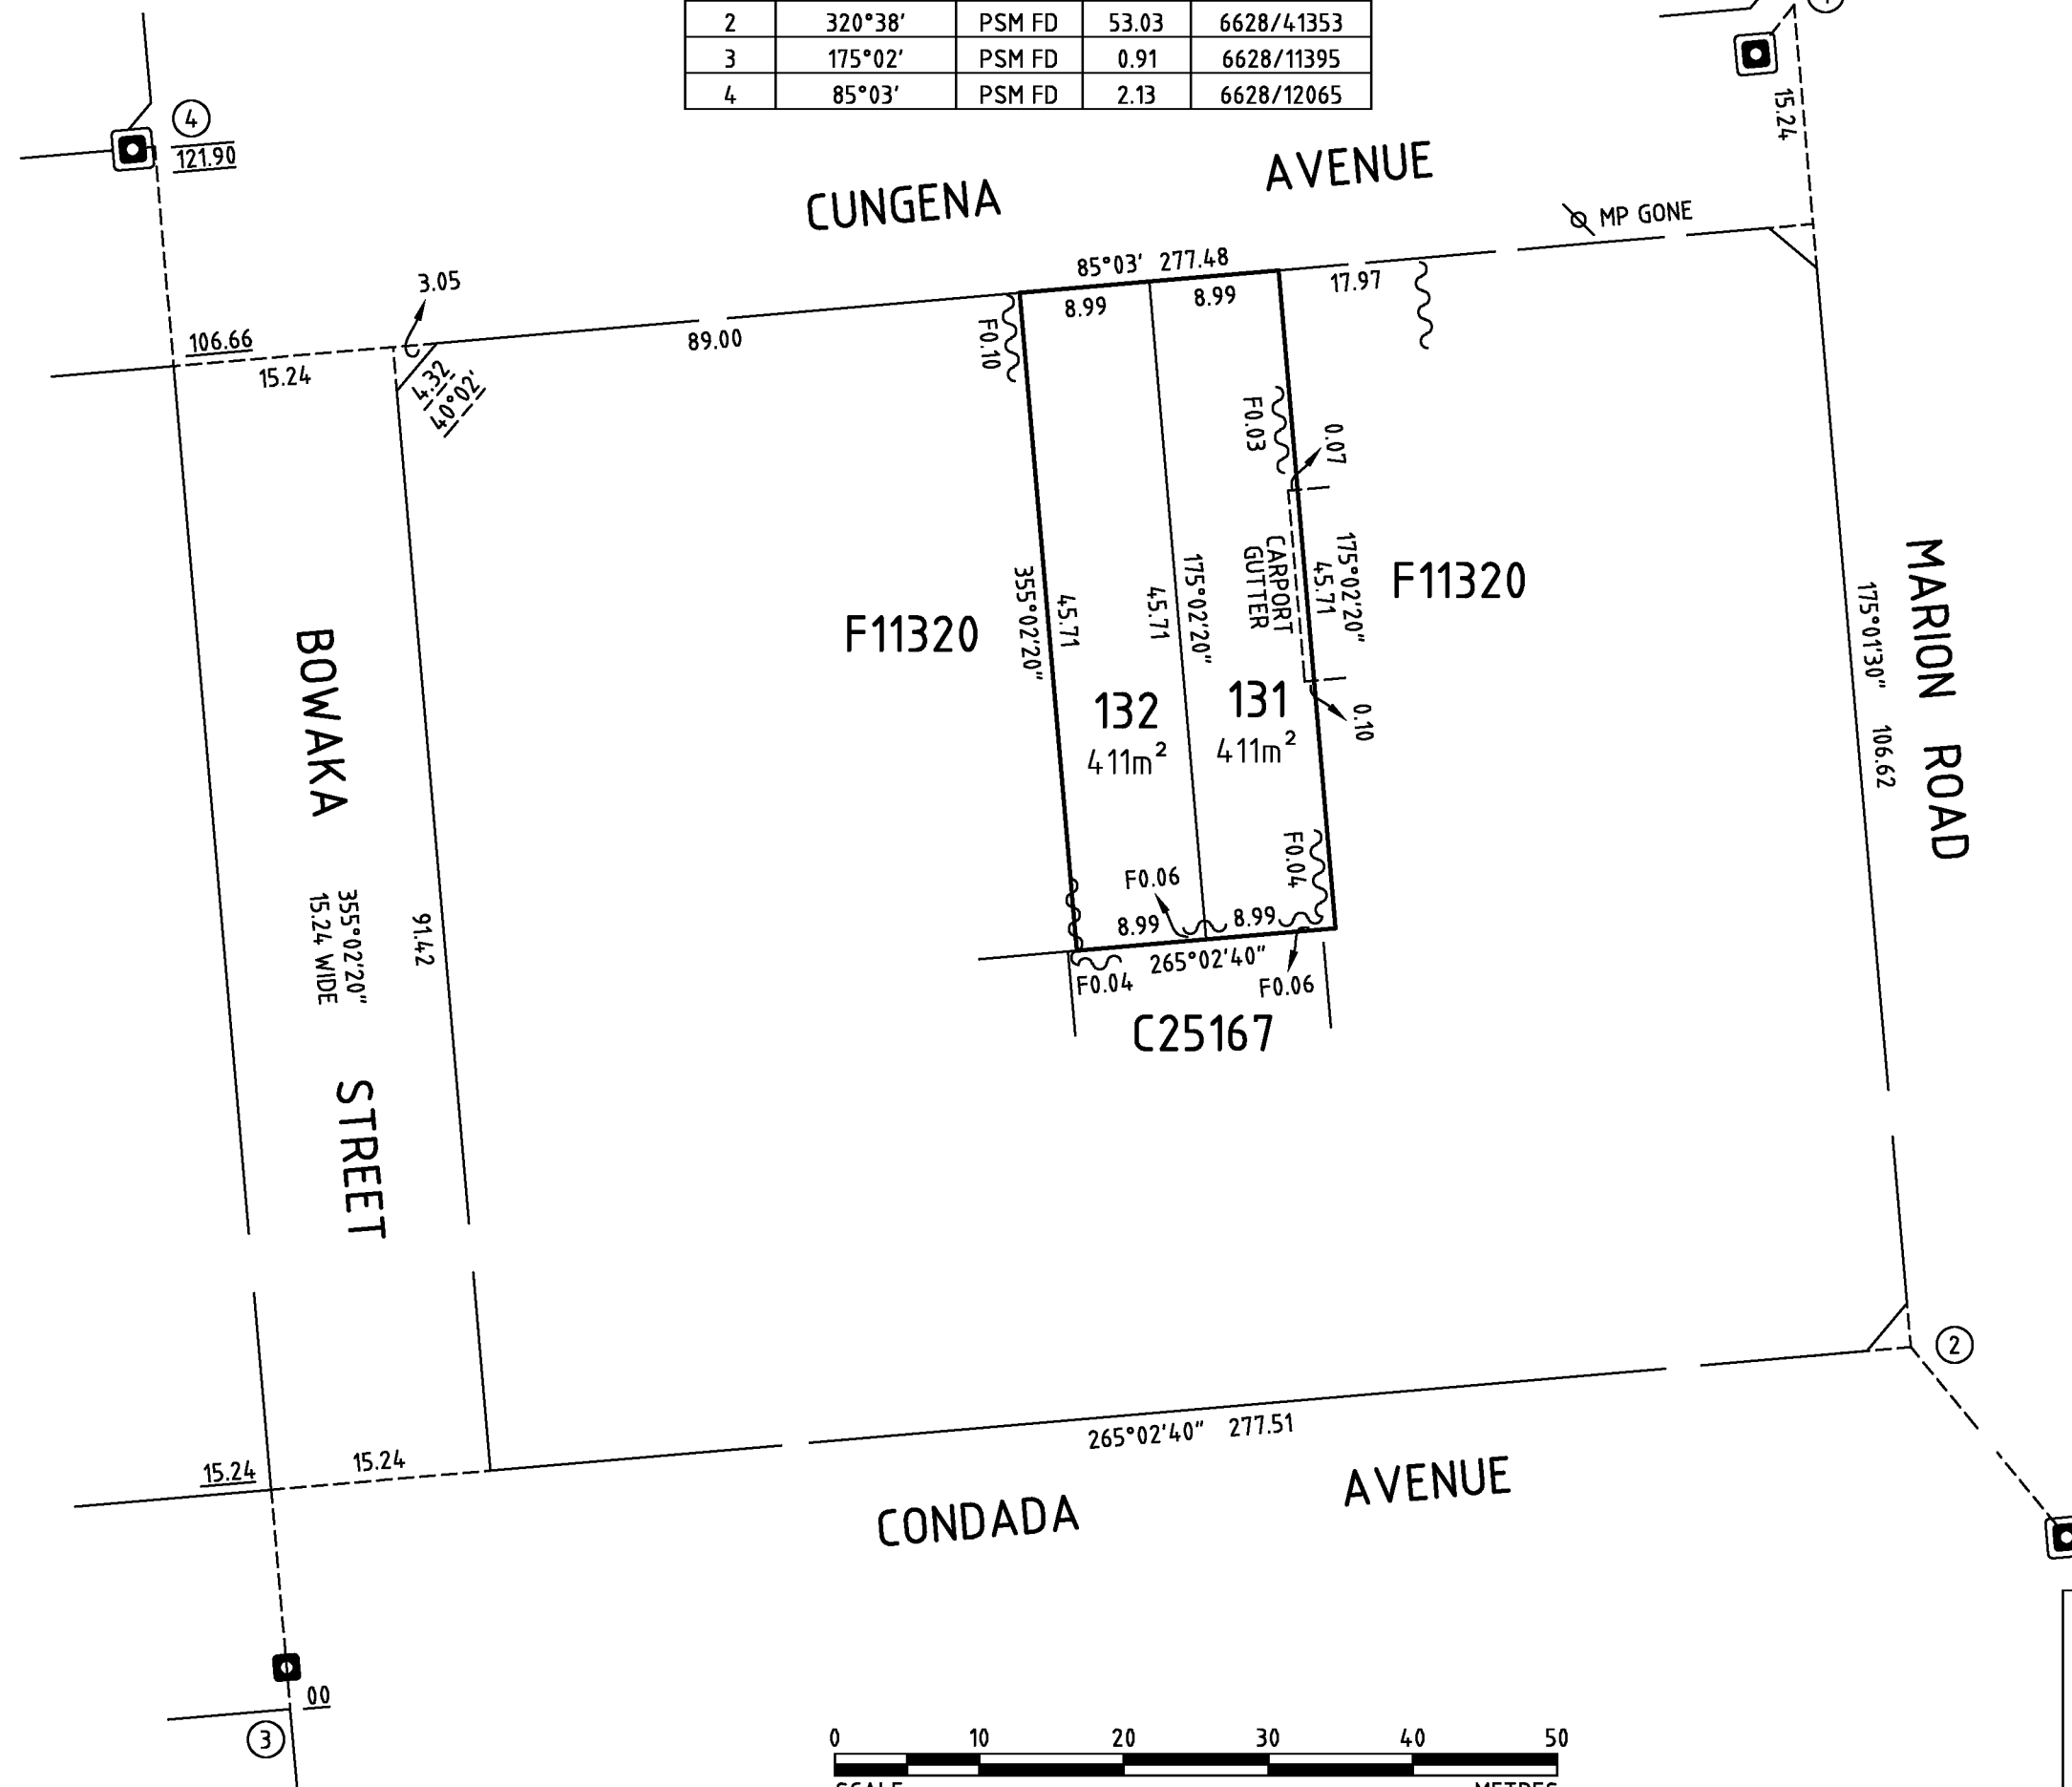 2 320°38' PSM FD 53.03 6628/41353
3 175°02' PSM FD 0.91 6628/11395
4 85°03' PSM FD 2.13 6628/12065
4
121.90
CUNGENA AVENUE
15.24
MP GONE
85°03' 277.48
3.05
8.99
8.99
17.97
106.66
15.24
89.00
F0.10
4.32
40°02'
F0.03
0.07
CARPORT
GUTTER
175°02'20"
45.71
F11320
F11320
355°02'20"
45.71
45.71
175°02'20"
132
411m²
131
411m²
0.10
MARION ROAD
175°01'30" 106.62
BOWAKA STREET
355°02'20"
15.24 WIDE
91.42
F0.04
F0.06
8.99
8.99
265°02'40"
F0.04
F0.06
C25167
2
265°02'40" 277.51
15.24
15.24
CONDADA AVENUE
00
3
0 10 20 30 40 50
SCALE METRES